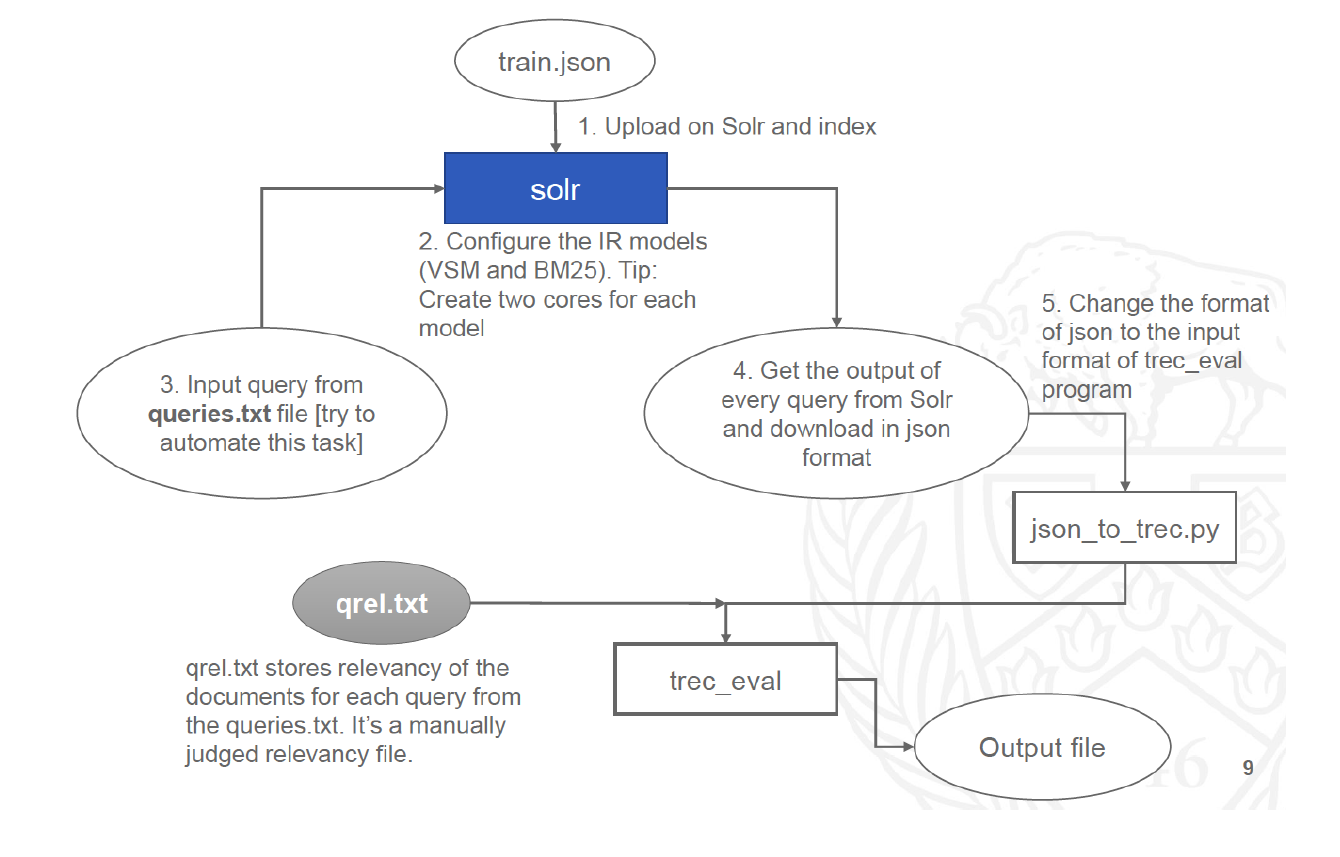 train.json
1. Upload on Solr and index
solr
2. Configure the IR models
(VSM and BM25). Tip:
Create two cores for each
model
3. Input query from
queries.txt file [try to
automate this task]
4. Get the output of
every query from Solr
and download in json
format
5. Change the format
of json to the input
format of trec_eval
program
json_to_trec.py
qrel.txt
qrel.txt stores relevancy of the
documents for each query from
the queries.txt. It’s a manually
judged relevancy file.
trec_eval
Output file
9